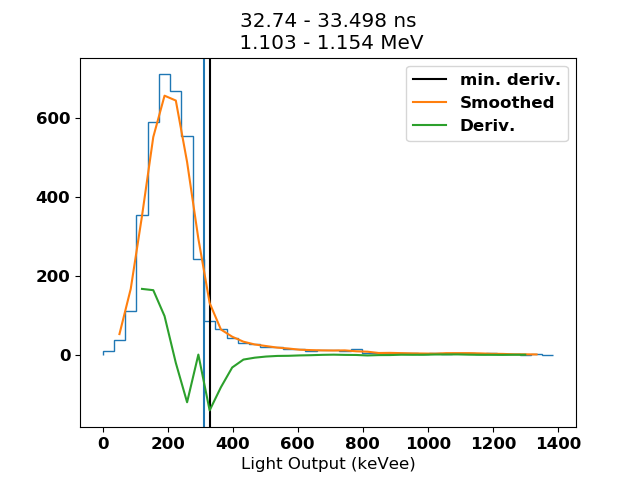 32.74 - 33.498 ns
1.103 - 1.154 MeV
min. deriv.
Smoothed
Deriv.
600
400
200
0
0 200 400 600 800 1000 1200 1400
Light Output (keVee)